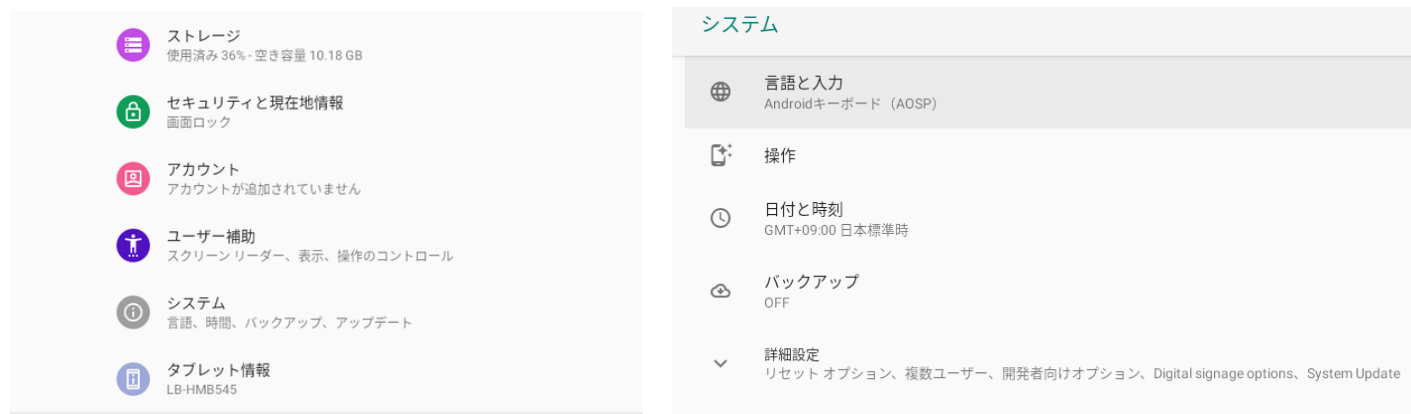 ストレージ
使用済み 36% - 空き容量 10.18 GB
セキュリティと現在地情報
画面ロック
アカウント
アカウントが追加されていません
ユーザー補助
スクリーン リーダー、表示、操作のコントロール
システム
言語、時間、バックアップ、アップデート
タブレット情報
LB-HMB545
システム
言語と入力
Androidキーボード（AOSP）
操作
日付と時刻
GMT+09:00 日本標準時
バックアップ
OFF
詳細設定
リセット オプション、複数ユーザー、開発者向けオプション、Digital signage options、System Update